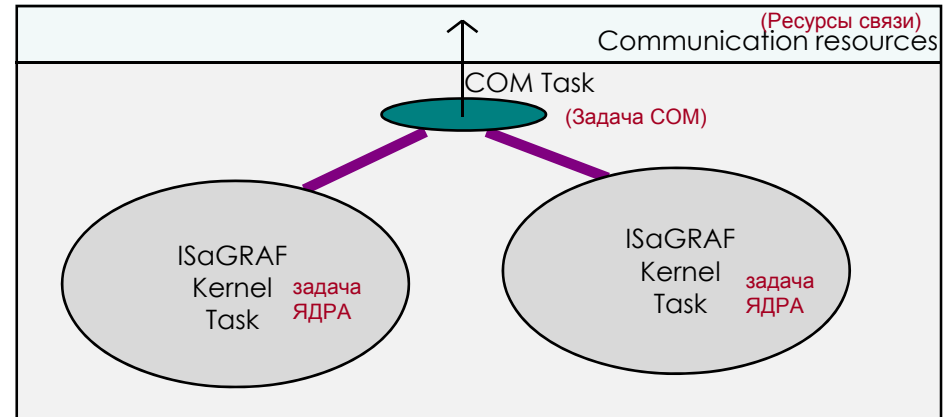 (Ресурсы связи)
Communication resources
COM Task
(Задача COM)
ISaGRAF
Kernel
Task
задача
ЯДРА
ISaGRAF
Kernel
Task
задача
ЯДРА